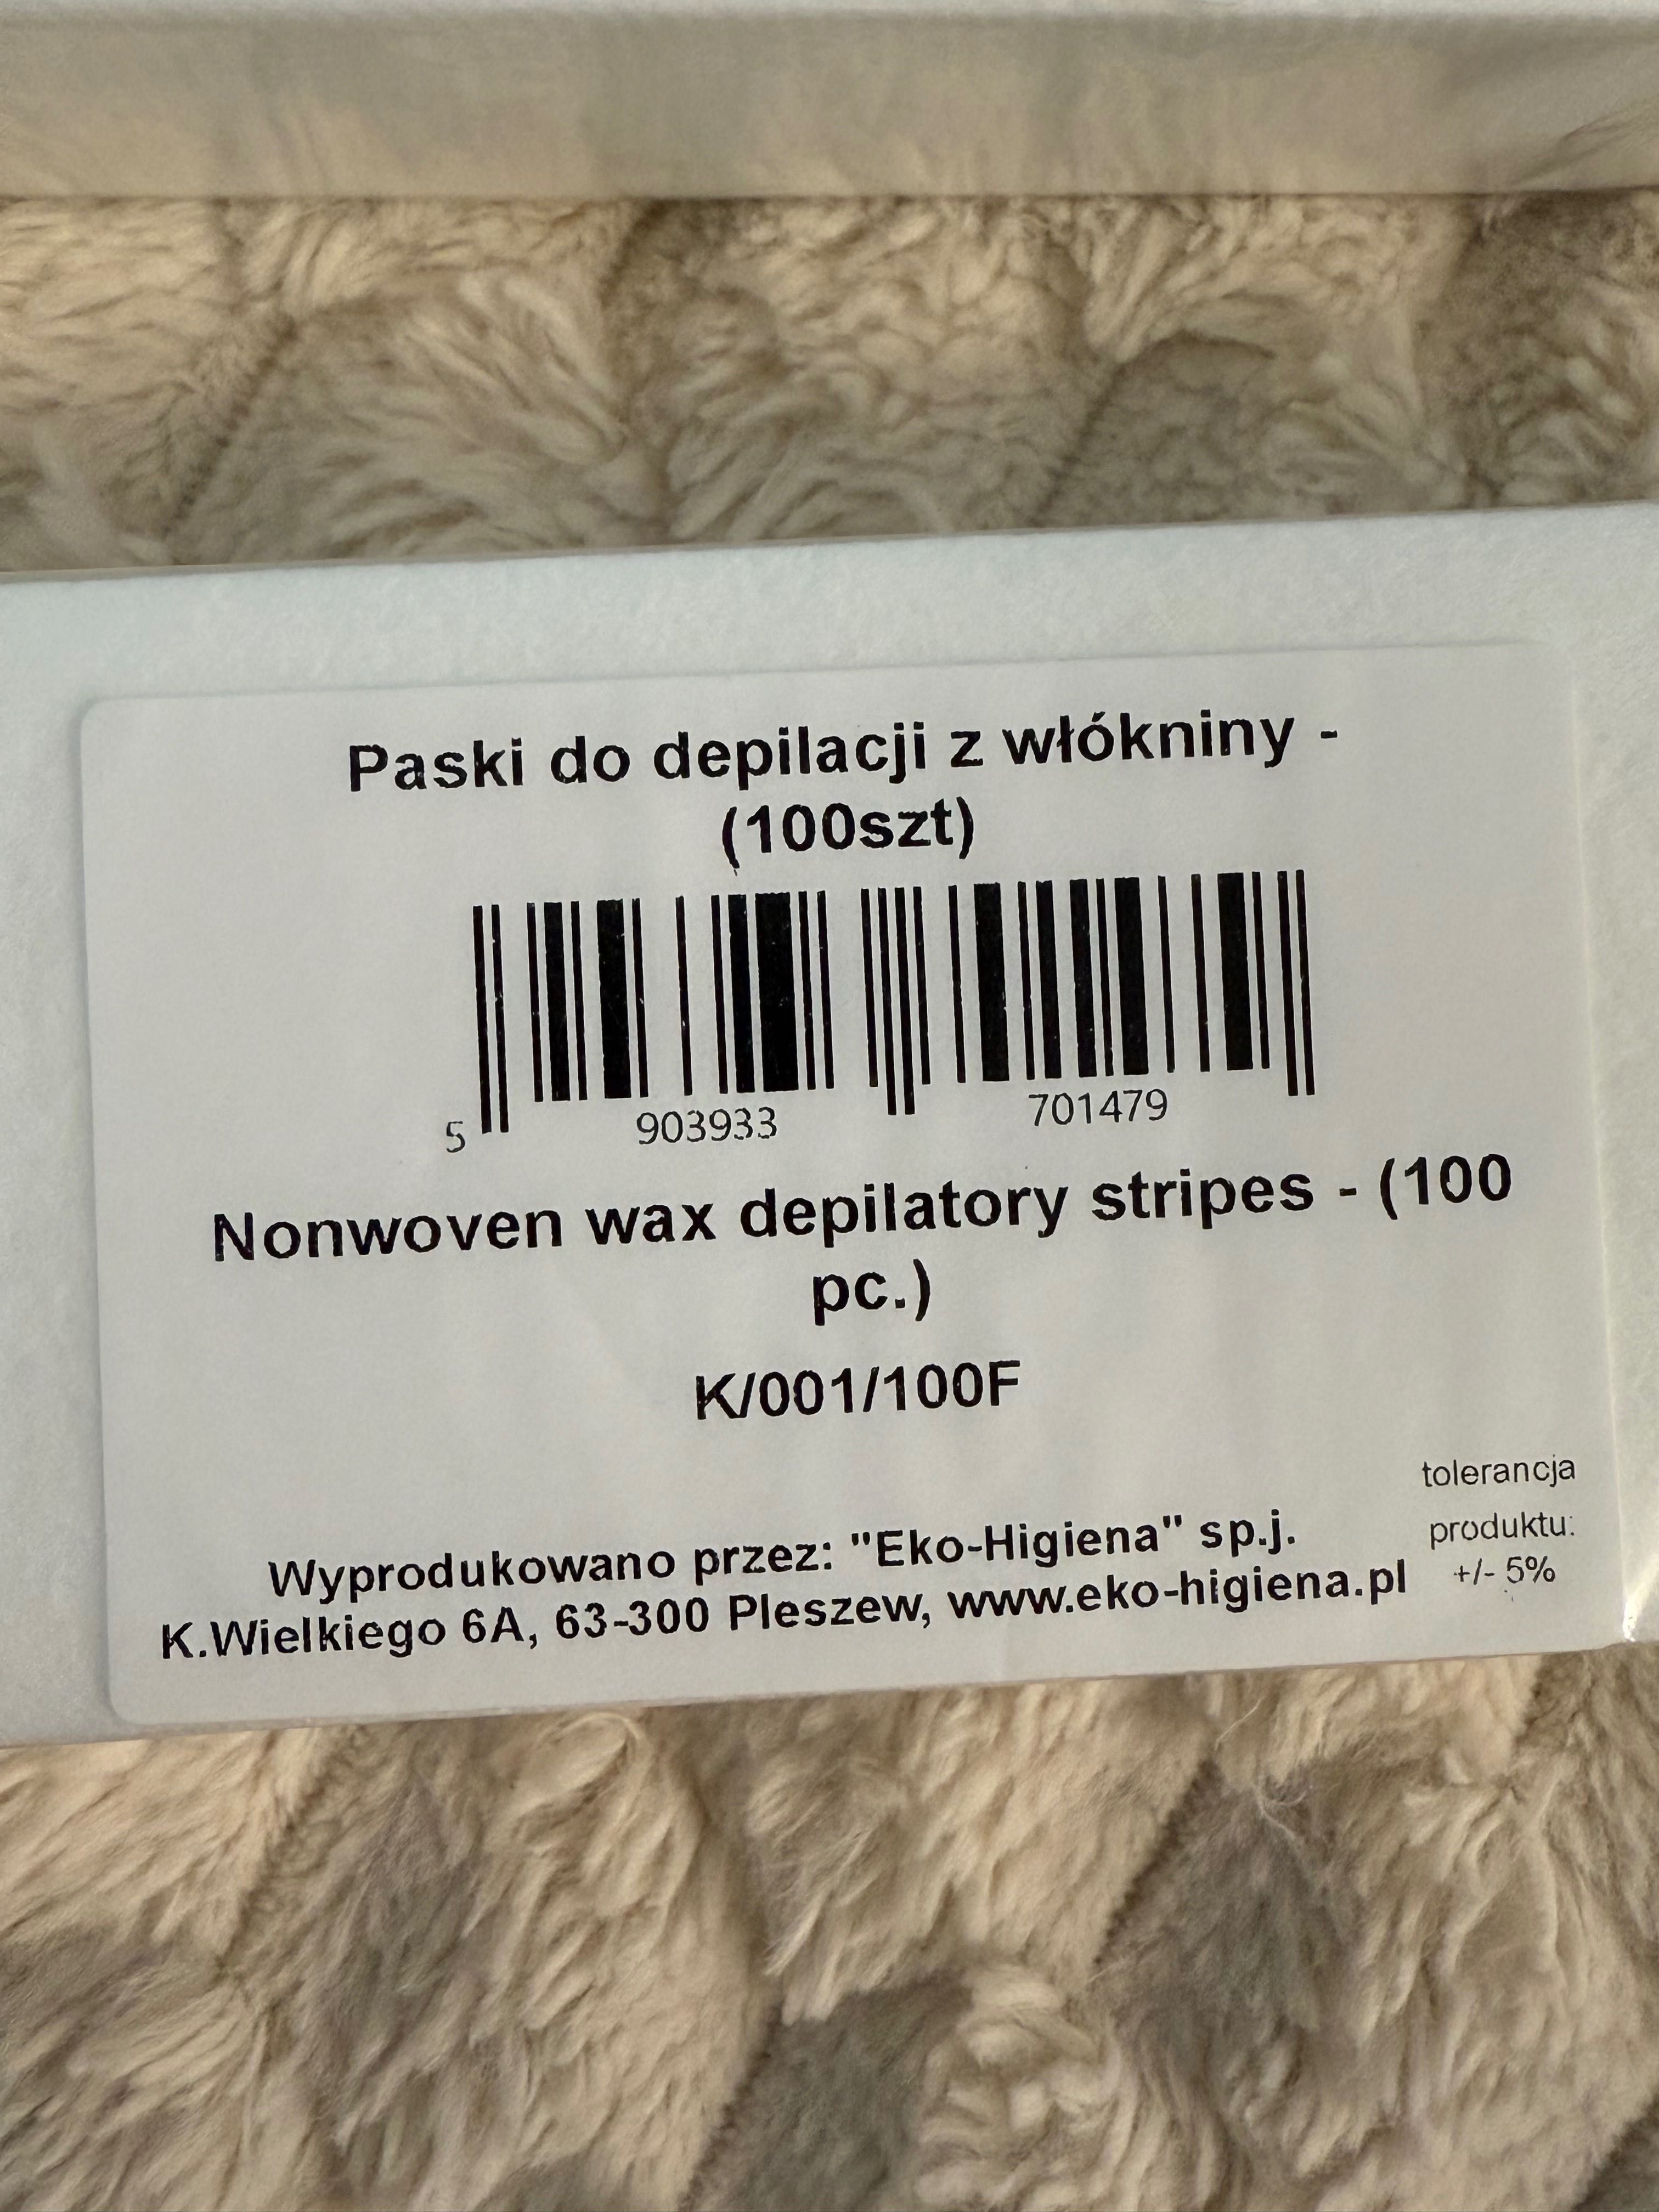 Paski do depilacji z włókniny -
(100szt)
5 903933 701479
Nonwoven wax depilatory stripes - (100
pc.)
K/001/100F
tolerancja
produktu:
+/- 5%
Wyprodukowano przez: "Eko-Higiena" sp.j.
K.Wielkiego 6A, 63-300 Pleszew, www.eko-higiena.pl